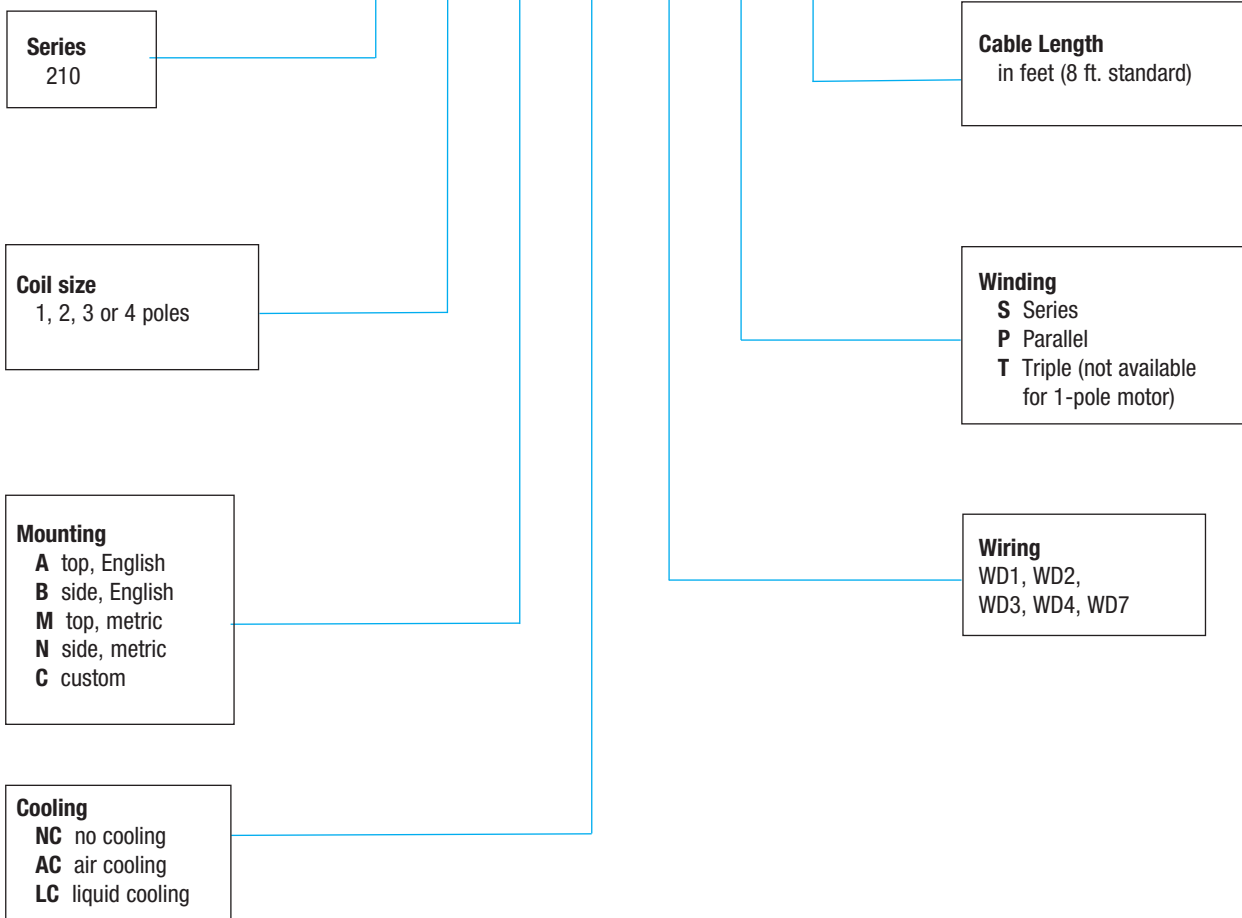 Series
210
Coil size
1, 2, 3 or 4 poles
Mounting
A top, English
B side, English
M top, metric
N side, metric
C custom
Cooling
NC no cooling
AC air cooling
LC liquid cooling
Cable Length
in feet (8 ft. standard)
Winding
S Series
P Parallel
T Triple (not available
for 1-pole motor)
Wiring
WD1, WD2,
WD3, WD4, WD7